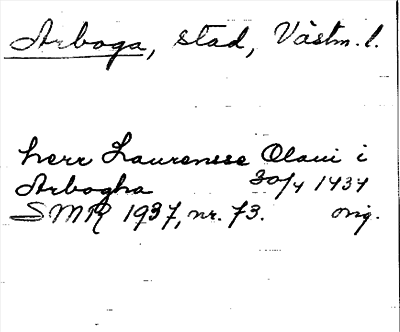 Arboga, stad, Västm. l.
herr Laurensse Olaui i
Arbogha 30/4 1434
SMR 1937, nr. 73. orig.